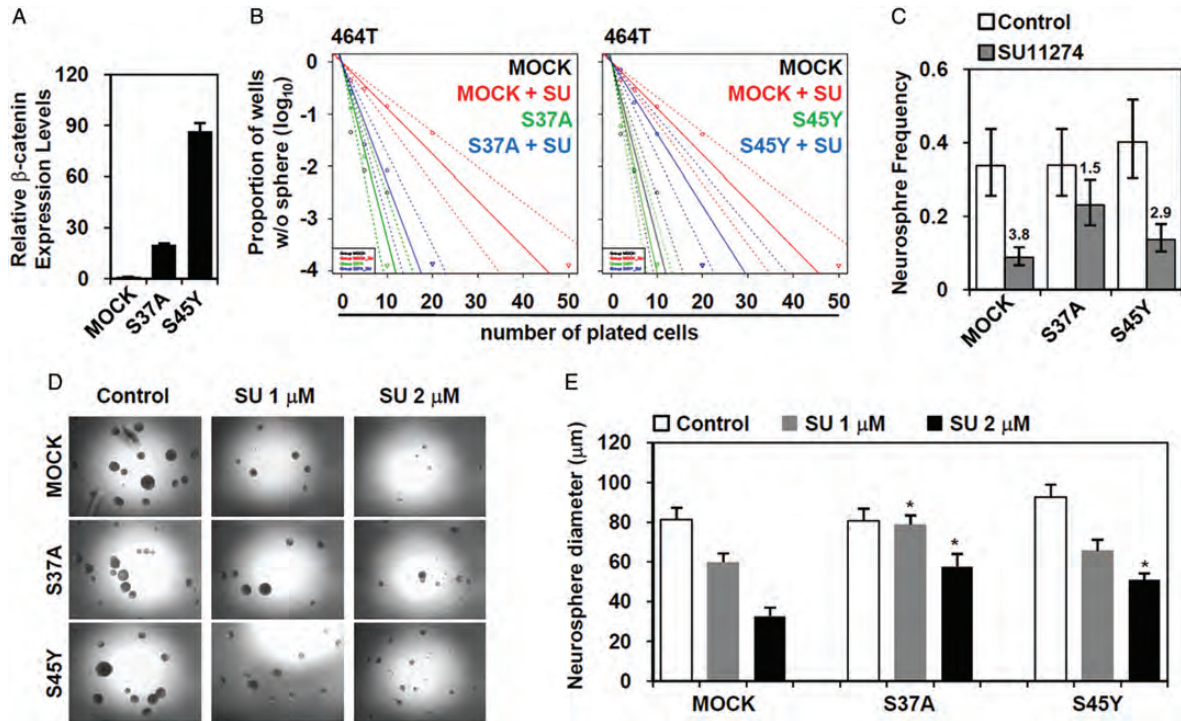 A
Relative β-catenin
Expression Levels
120
90
60
30
0
MOCK
S37A
S45Y
B
464T
MOCK
MOCK + SU
S37A
S37A + SU
Proportion of wells
w/o sphere (log10)
0
-1
-2
-3
-4
0 10 20 30 40 50
464T
MOCK
MOCK + SU
S45Y
S45Y + SU
0 10 20 30 40 50
number of plated cells
C
Control
SU11274
Neurosphre Frequency
0.6
0.4
0.2
0
3.8
1.5
2.9
MOCK
S37A
S45Y
D
Control SU 1 μM SU 2 μM
MOCK
S37A
S45Y
E
Control SU 1 μM SU 2 μM
Neurosphere diameter (μm)
120
100
80
60
40
20
0
* *
*
MOCK S37A S45Y